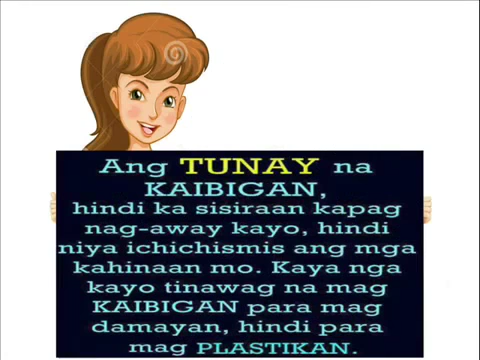 Ang TUNAY na
KAIBIGAN,
hindi ka sisiraan kapag
nag-away kayo, hindi
niya ichichismis ang mga
kahinaan mo. Kaya nga
kayo tinawag na mag
KAIBIGAN para mag
damayan, hindi para
mag PLASTIKAN.